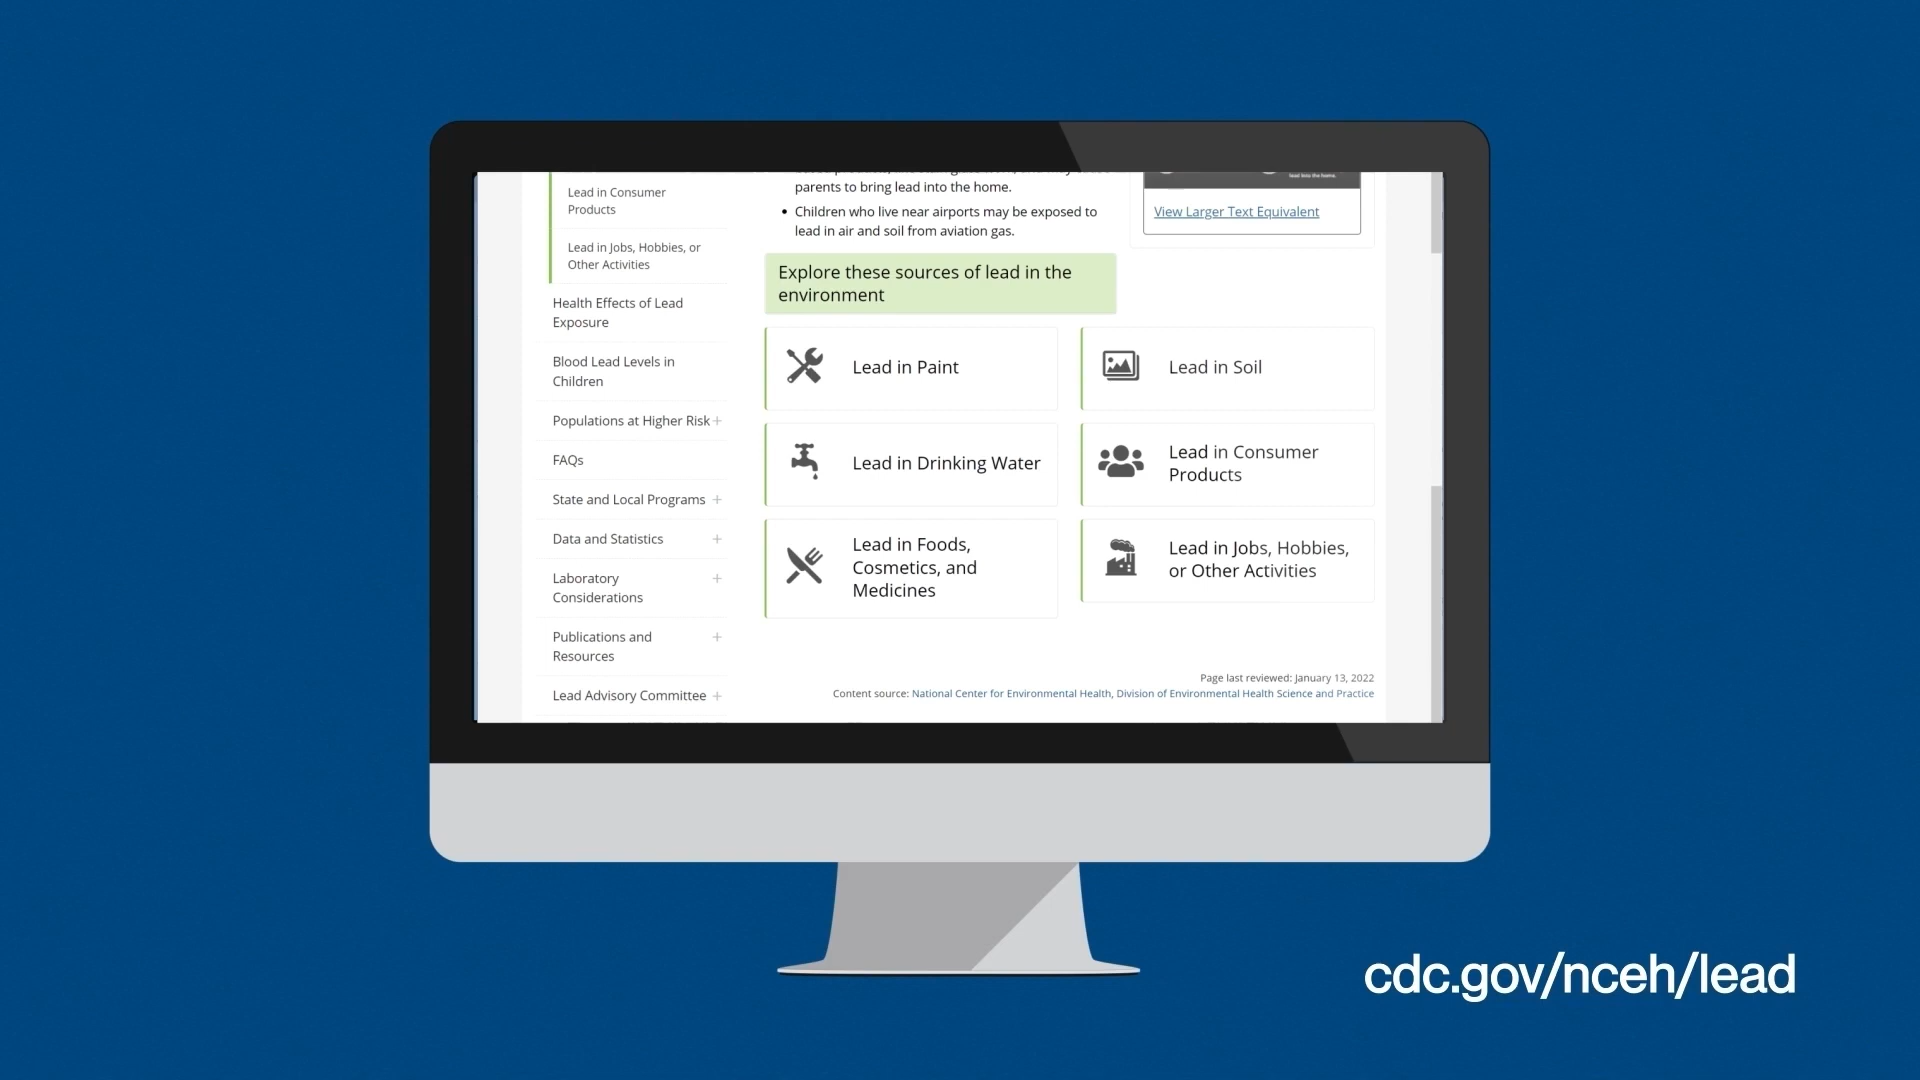 Lead in Consumer
Products
Lead in Jobs, Hobbies, or
Other Activities
Health Effects of Lead
Exposure
Blood Lead Levels in
Children
Populations at Higher Risk +
FAQs
State and Local Programs +
Data and Statistics +
Laboratory +
Considerations
Publications and +
Resources
Lead Advisory Committee +
parents to bring lead into the home.
• Children who live near airports may be exposed to
lead in air and soil from aviation gas.
lead into the home.
View Larger Text Equivalent
Explore these sources of lead in the
environment
Lead in Paint
Lead in Soil
Lead in Drinking Water
Lead in Consumer
Products
Lead in Foods,
Cosmetics, and
Medicines
Lead in Jobs, Hobbies,
or Other Activities
Page last reviewed: January 13, 2022
Content source: National Center for Environmental Health, Division of Environmental Health Science and Practice
cdc.gov/nceh/lead